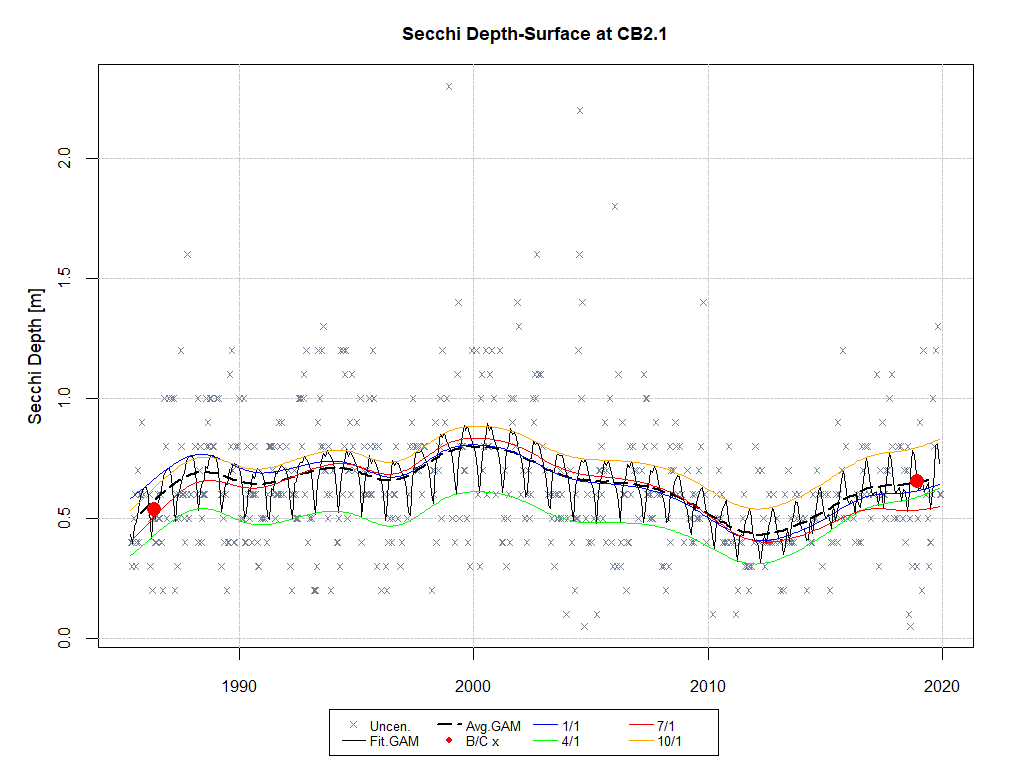 Secchi Depth-Surface at CB2.1
Secchi Depth [m]
2.0
1.5
1.0
0.5
0.0
1990 2000 2010 2020
Uncen. Avg.GAM 1/1 7/1
Fit.GAM B/C x 4/1 10/1